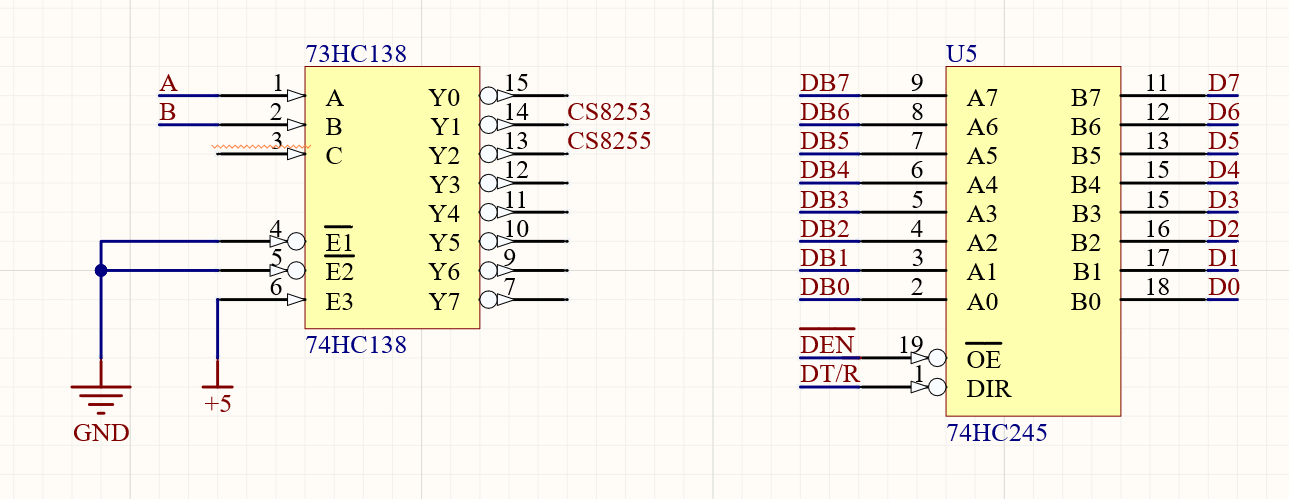 73HC138
A 1 A Y0 15
B 2 B Y1 14 CS8253
3 C Y2 13 CS8255
Y3 12
Y4 11
4 E1 Y5 10
5 E2 Y6 9
6 E3 Y7 7
74HC138
GND
+5
U5
DB7 9 A7 B7 11 D7
DB6 8 A6 B6 12 D6
DB5 7 A5 B5 13 D5
DB4 6 A4 B4 15 D4
DB3 5 A3 B3 15 D3
DB2 4 A2 B2 16 D2
DB1 3 A1 B1 17 D1
DB0 2 A0 B0 18 D0
DEN 19 OE
DT/R 1 DIR
74HC245